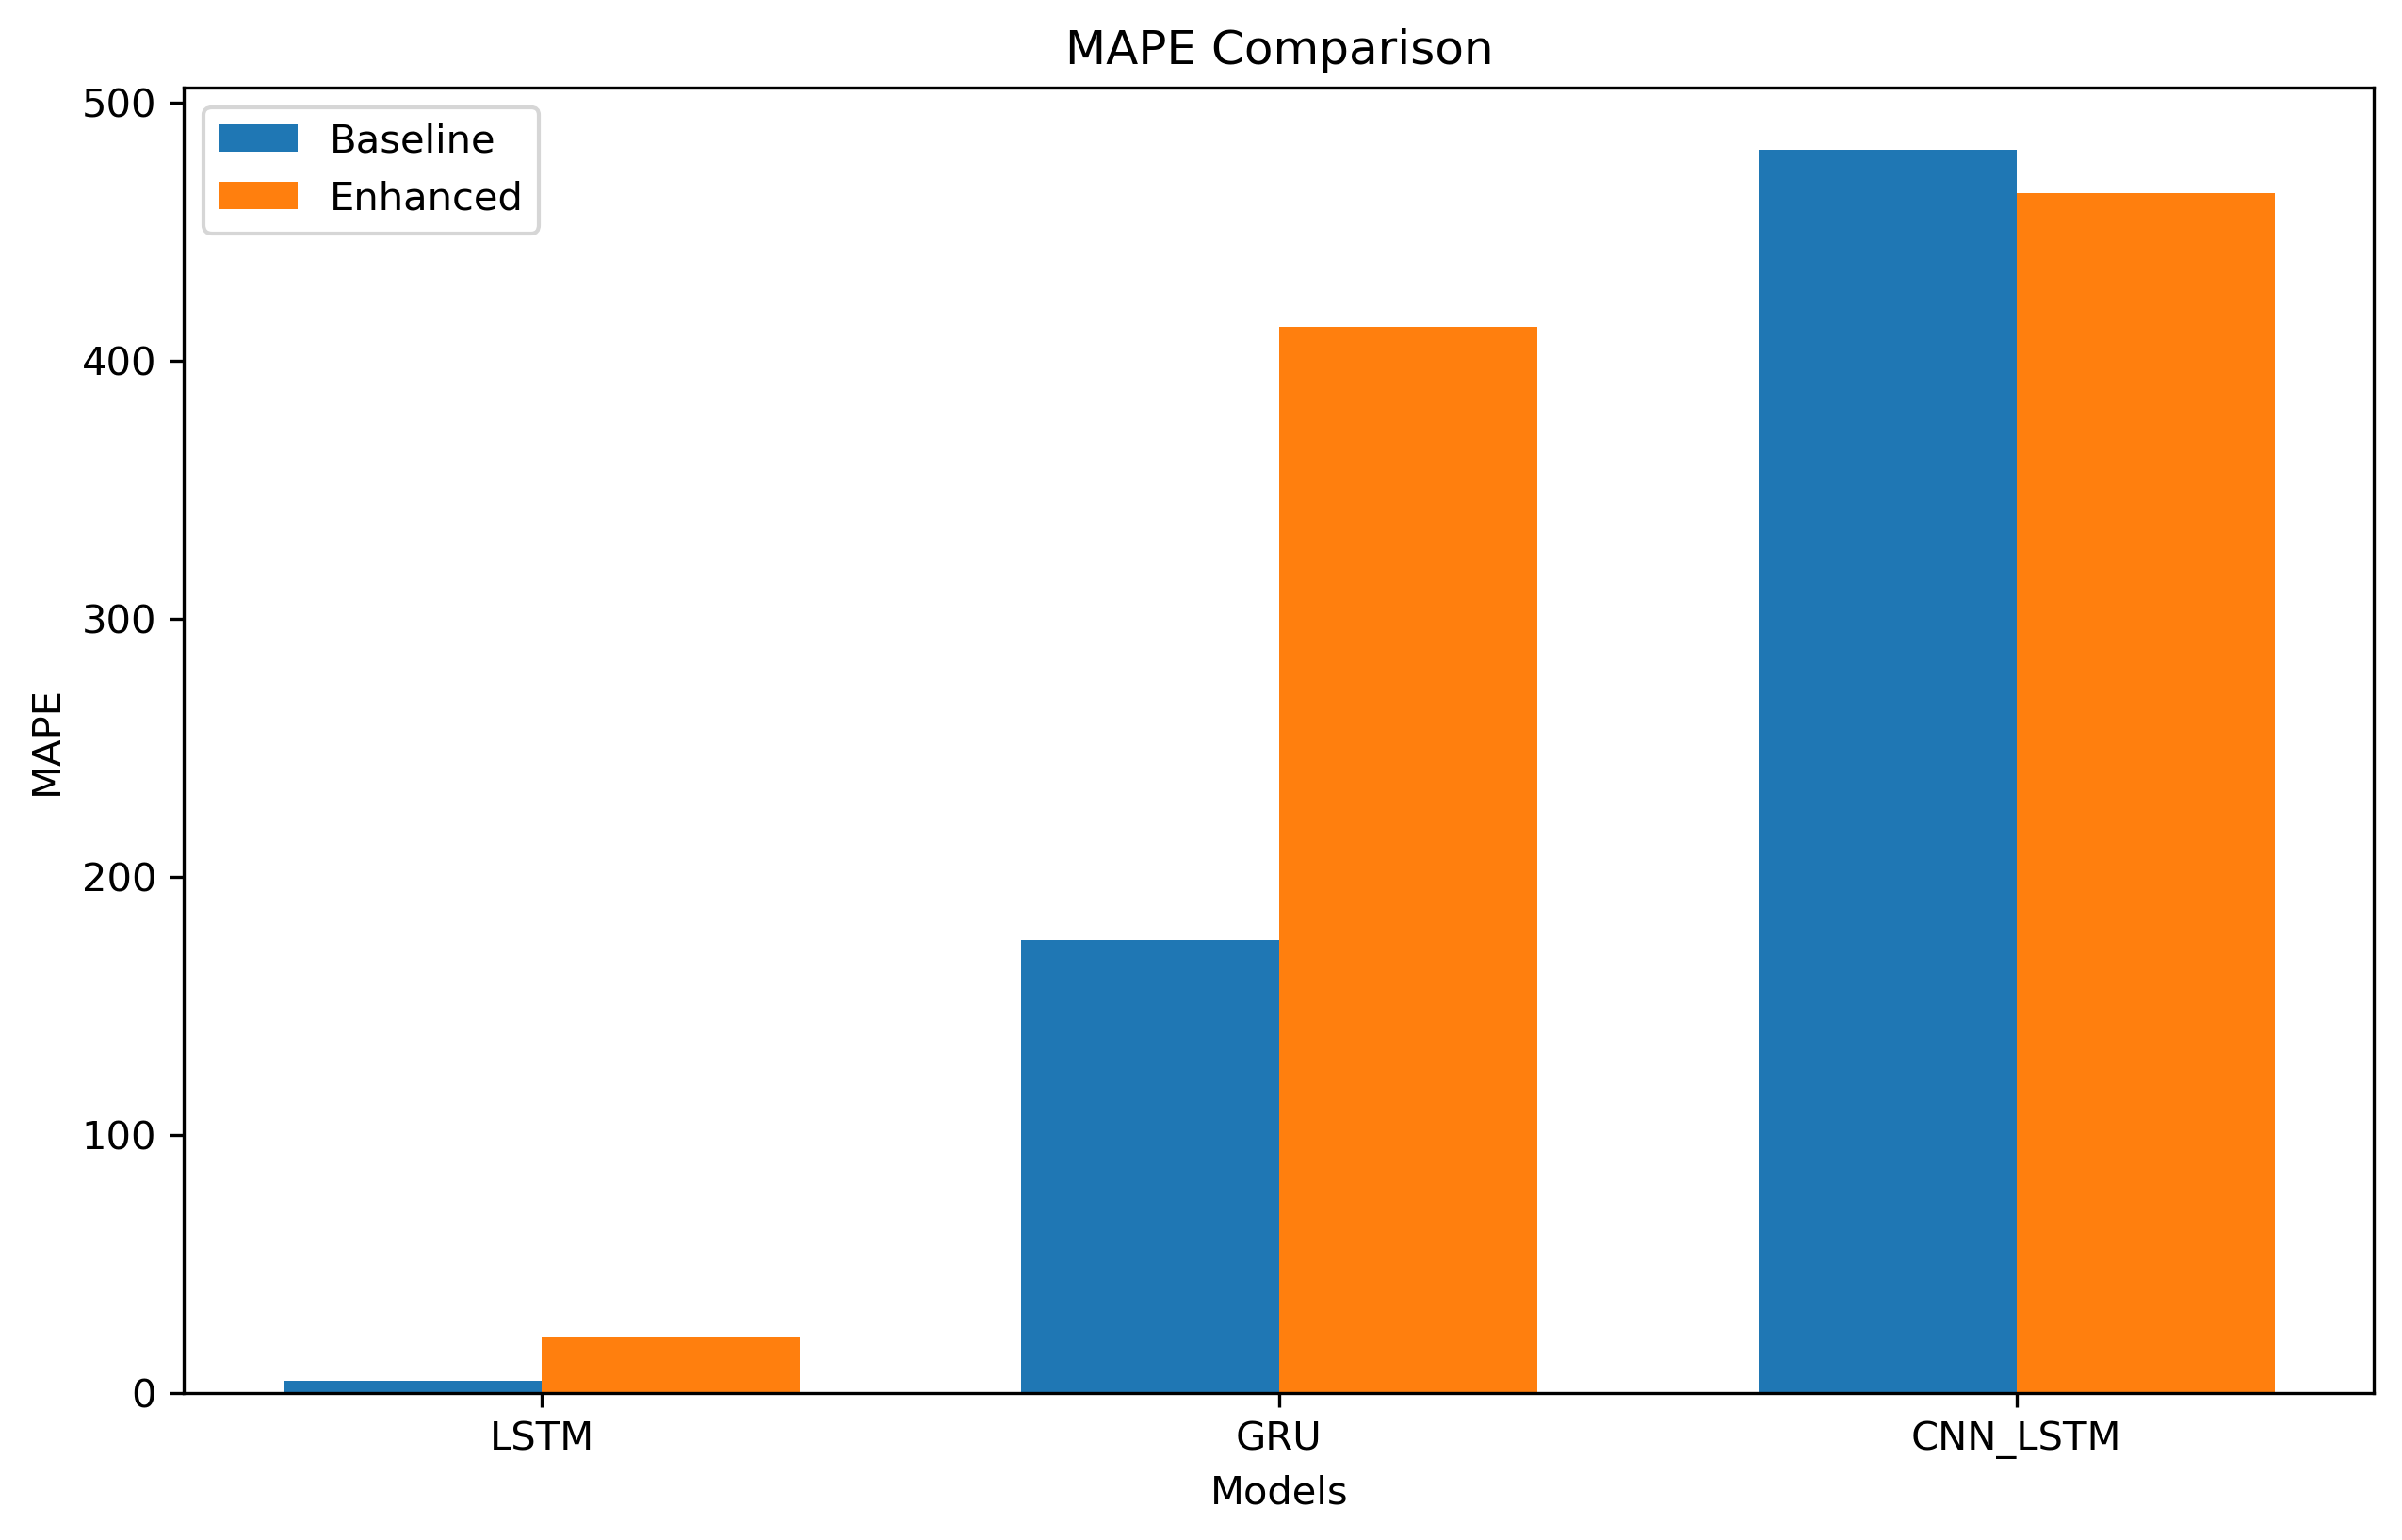 MAPE Comparison
Baseline
Enhanced
500
400
300
200
100
0
MAPE
LSTM GRU CNN_LSTM
Models